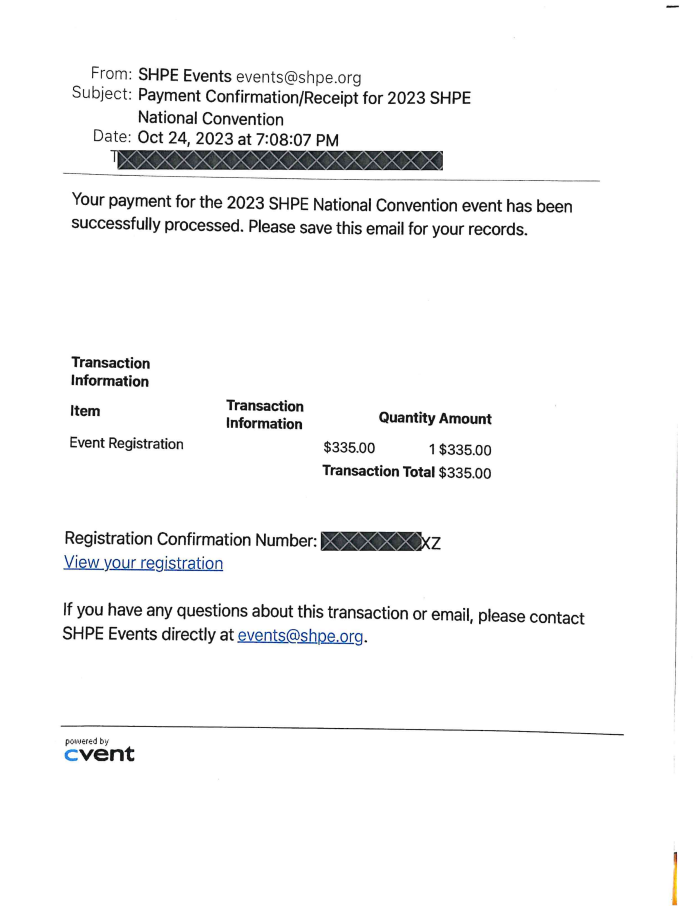 From: SHPE Events events@shpe.org
Subject: Payment Confirmation/Receipt for 2023 SHPE
National Convention
Date: Oct 24, 2023 at 7:08:07 PM
T
Your payment for the 2023 SHPE National Convention event has been
successfully processed. Please save this email for your records.
Transaction
Information
Item Transaction
Information Quantity Amount
Event Registration $335.00 1 $335.00
Transaction Total $335.00
Registration Confirmation Number: XZ
View your registration
If you have any questions about this transaction or email, please contact
SHPE Events directly at events@shpe.org.
powered by
cvent